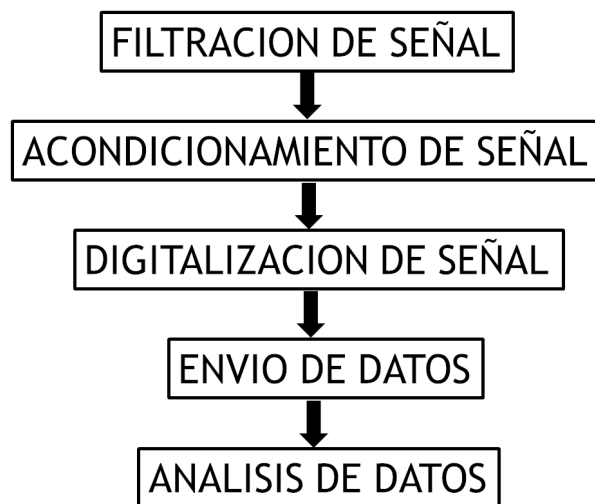 FILTRACION DE SEÑAL
ACONDICIONAMIENTO DE SEÑAL
DIGITALIZACION DE SEÑAL
ENVIO DE DATOS
ANALISIS DE DATOS